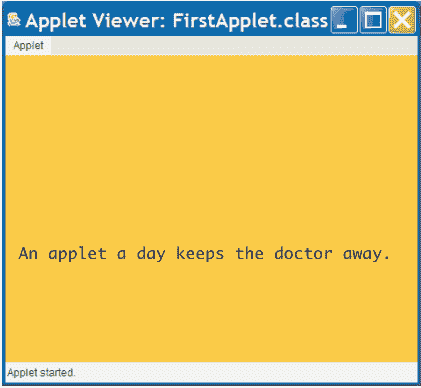 Applet Viewer: FirstApplet.class
Applet
An applet a day keeps the doctor away.
Applet started.